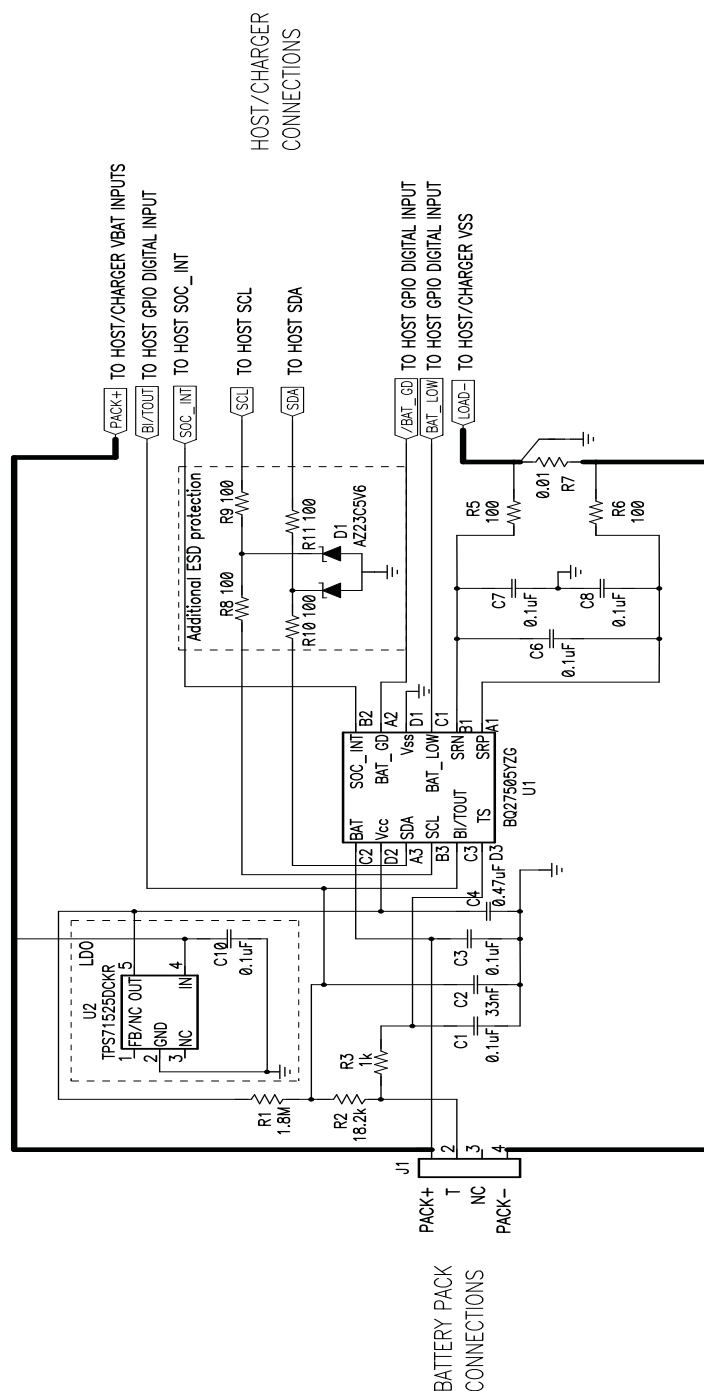 BATTERY PACK
CONNECTIONS
HOST/CHARGER
CONNECTIONS
PACK+ TO HOST/CHARGER VBAT INPUTS
BI/TOUT TO HOST GPIO DIGITAL INPUT
SOC_INT TO HOST SOC_INT
SCL TO HOST SCL
SDA TO HOST SDA
/BAT_GD TO HOST GPIO DIGITAL INPUT
BAT_LOW TO HOST GPIO DIGITAL INPUT
LOAD- TO HOST/CHARGER VSS
U2
TPS71525DCKR
LDO
1 FB/NC OUT 5
2 GND
3 NC IN 4
C10
0.1uF
Additional ESD protection
R8 100
R9 100
R10 100
R11 100
D1
AZ23C5V6
R1
1.8M
R2
18.2k
R3
1k
J1
PACK+
T 2
NC 3
PACK- 4
C1
0.1uF
C2
33nF
C3
0.1uF
C4
0.47uF
C2 BAT SOC_INT B2
D2 Vcc BAT_GD A2
A3 SDA Vss D1
B3 SCL BAT_LOW C1
C3 BI/TOUT SRN B1
D3 TS SRP A1
BQ27505YZG
U1
C6
0.1uF
C7
0.1uF
C8
0.1uF
R5
100
R6
100
0.01
R7